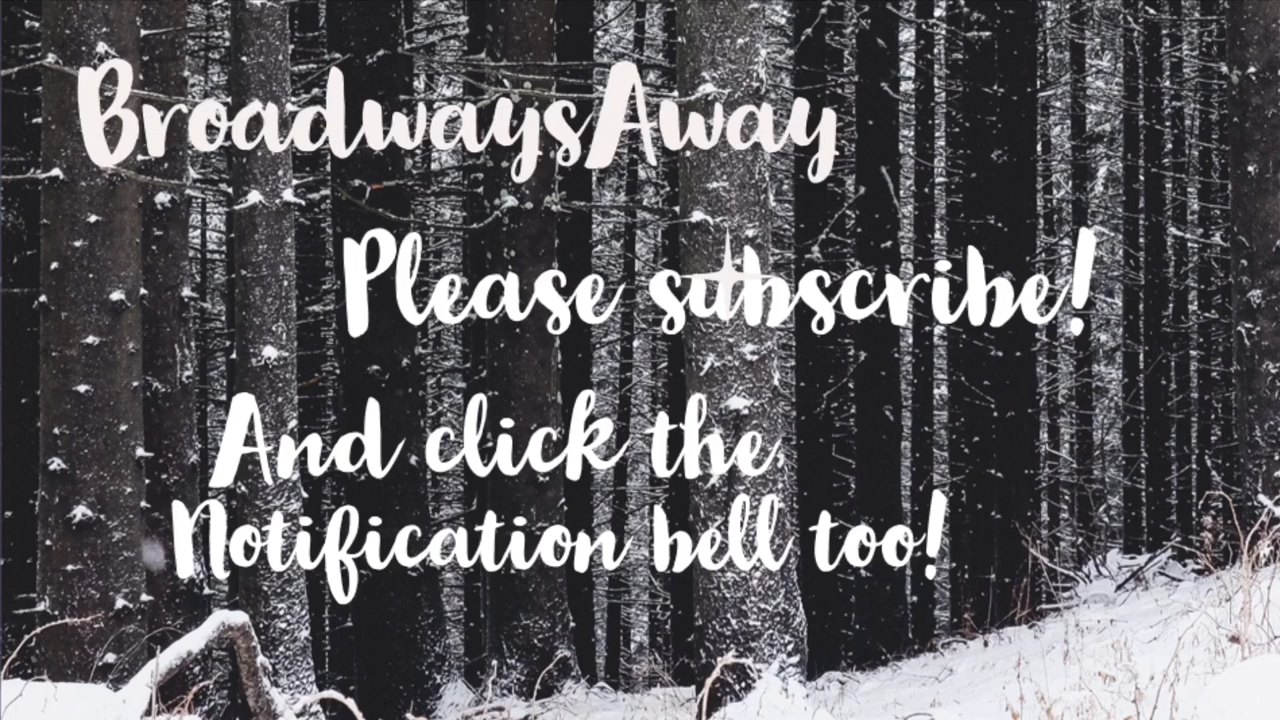 BroadwaysAway
Please subscribe!
And click the
Notification bell too!